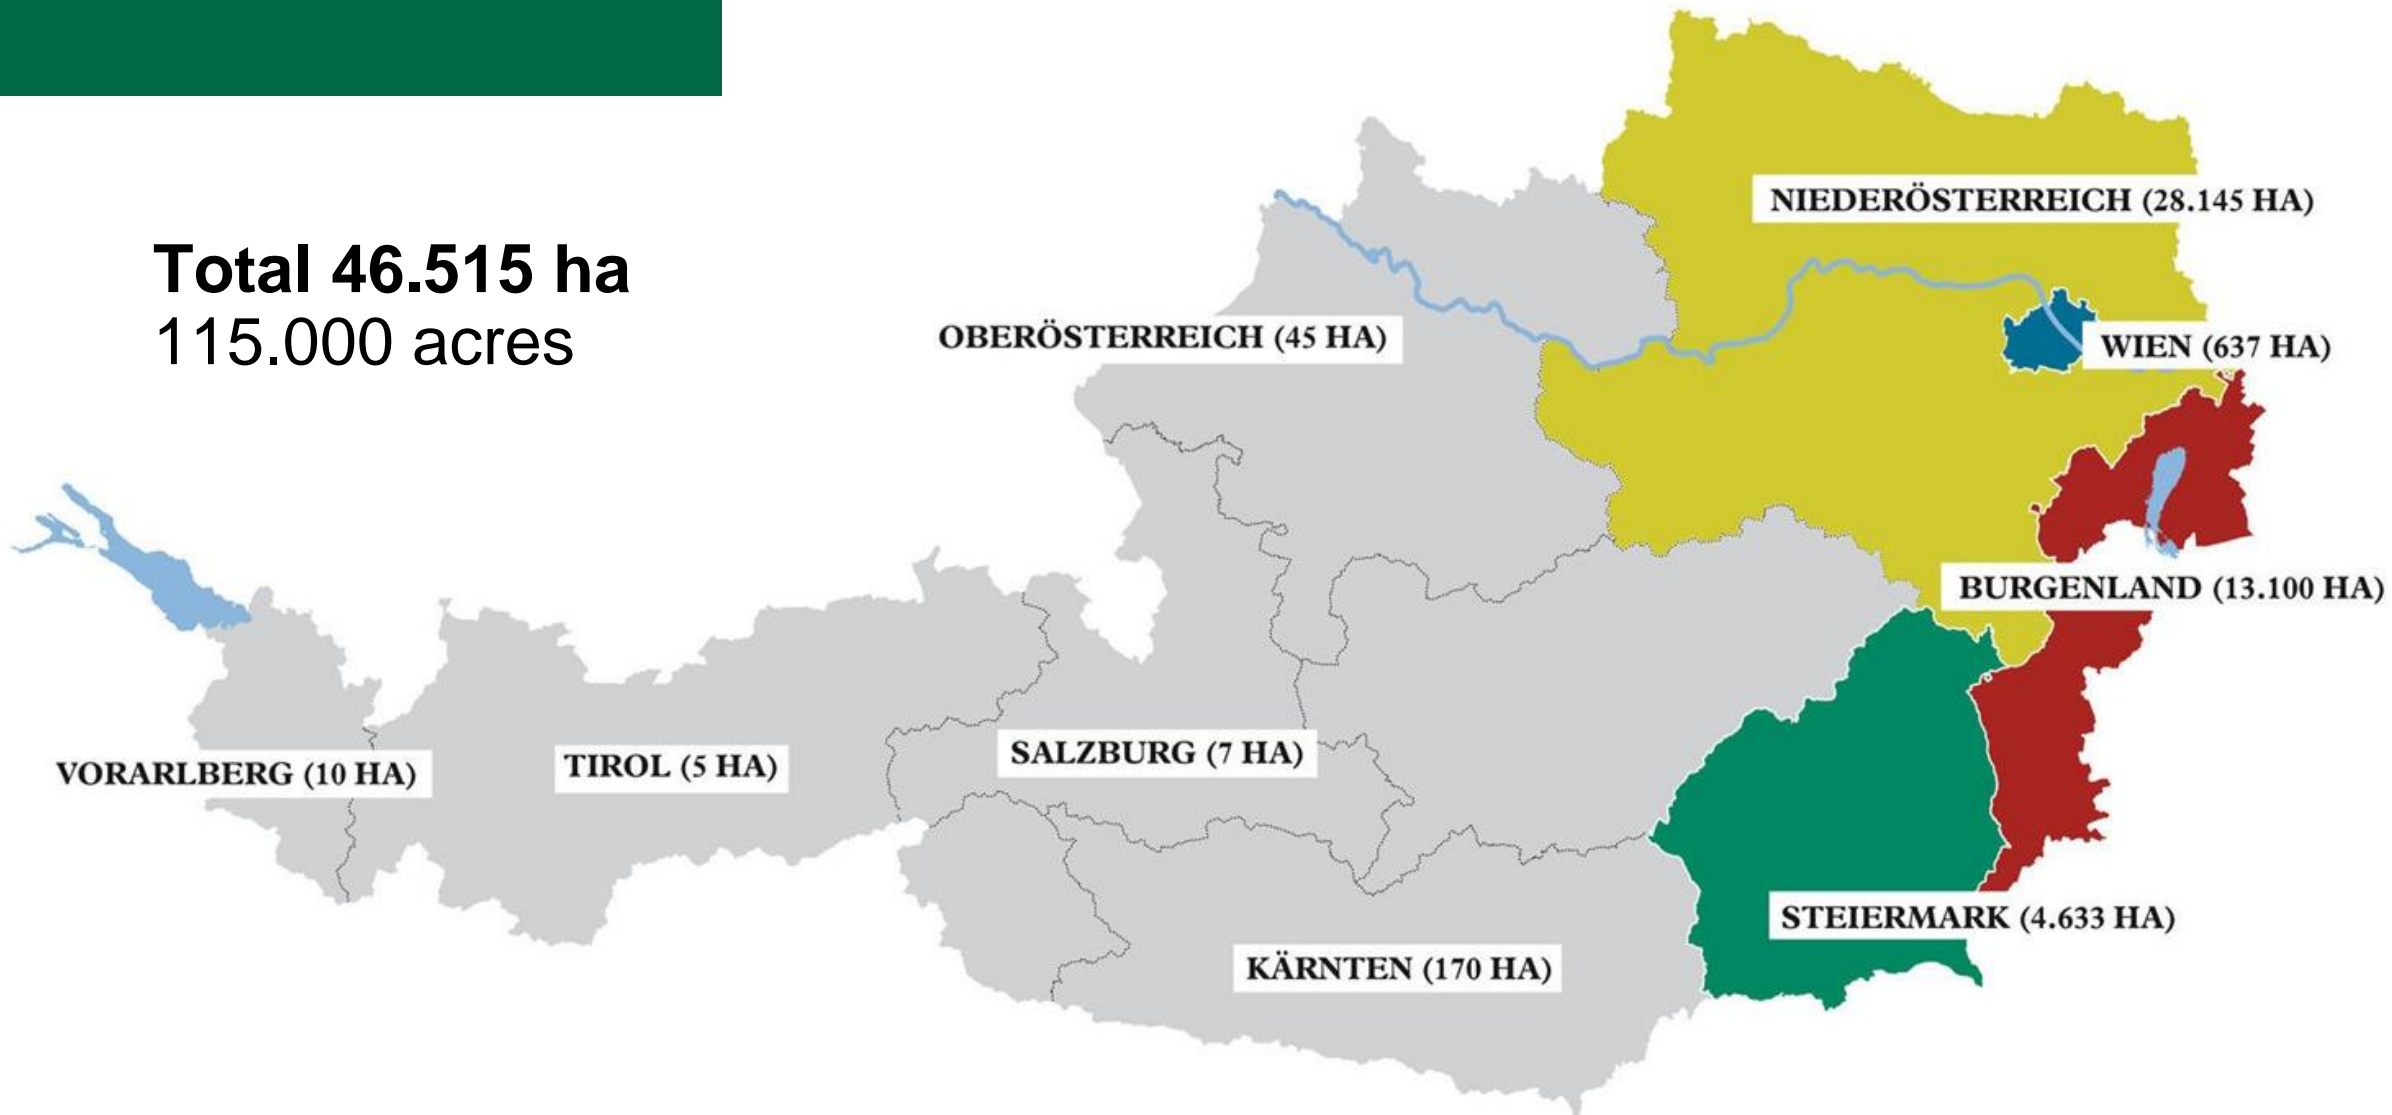 Total 46.515 ha
115.000 acres
NIEDERÖSTERREICH (28.145 HA)
OBERÖSTERREICH (45 HA)
WIEN (637 HA)
BURGENLAND (13.100 HA)
VORARLBERG (10 HA)
TIROL (5 HA)
SALZBURG (7 HA)
STEIERMARK (4.633 HA)
KÄRNTEN (170 HA)